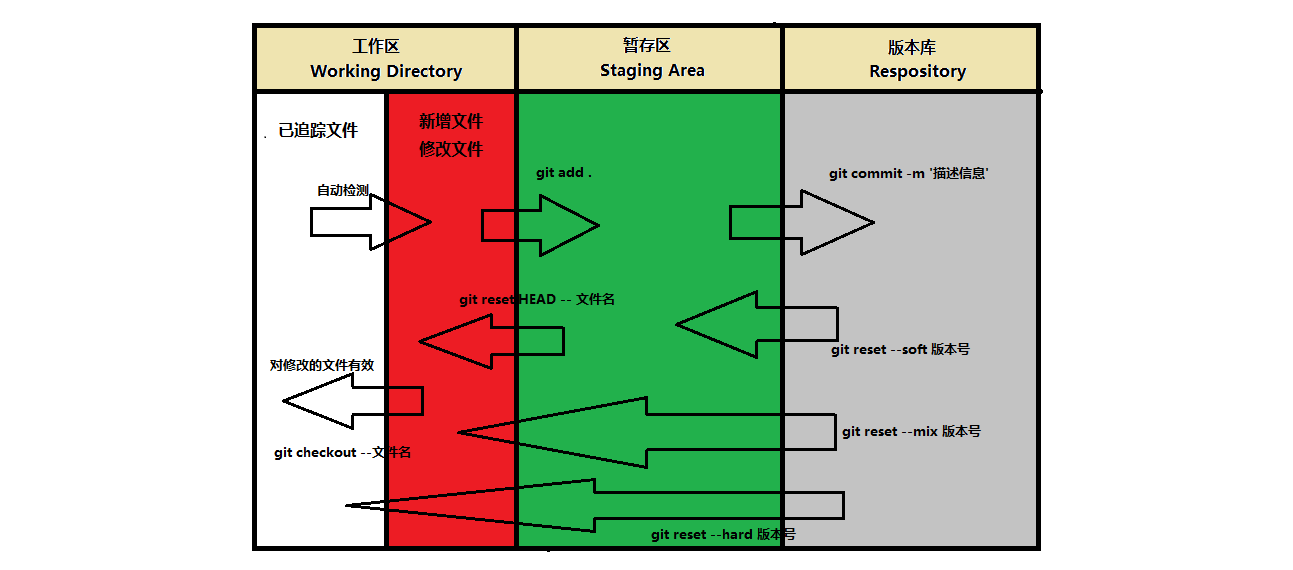 工作区
Working Directory
暂存区
Staging Area
版本库
Respository
已追踪文件
新增文件
修改文件
自动检测
git add .
git commit -m '描述信息'
git reset HEAD -- 文件名
git reset --soft 版本号
对修改的文件有效
git checkout --文件名
git reset --mix 版本号
git reset --hard 版本号